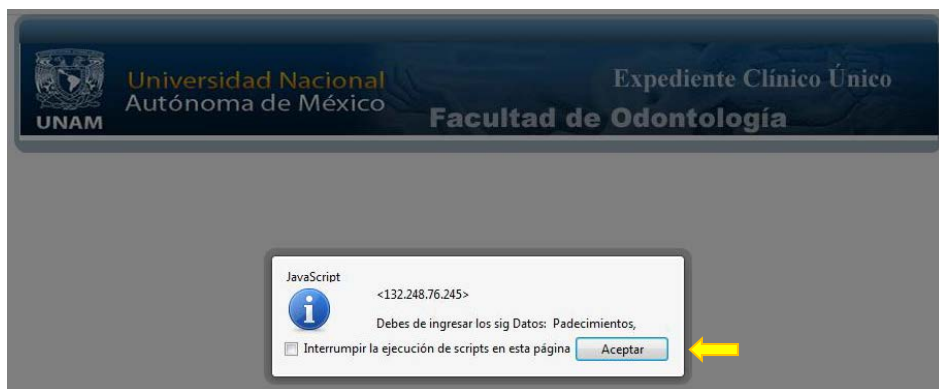 Universidad Nacional
Autónoma de México
UNAM
Expediente Clínico Único
Facultad de Odontología
JavaScript
<132.248.76.245>
Debes de ingresar los sig Datos: Padecimientos,
Interrumpir la ejecución de scripts en esta página
Aceptar